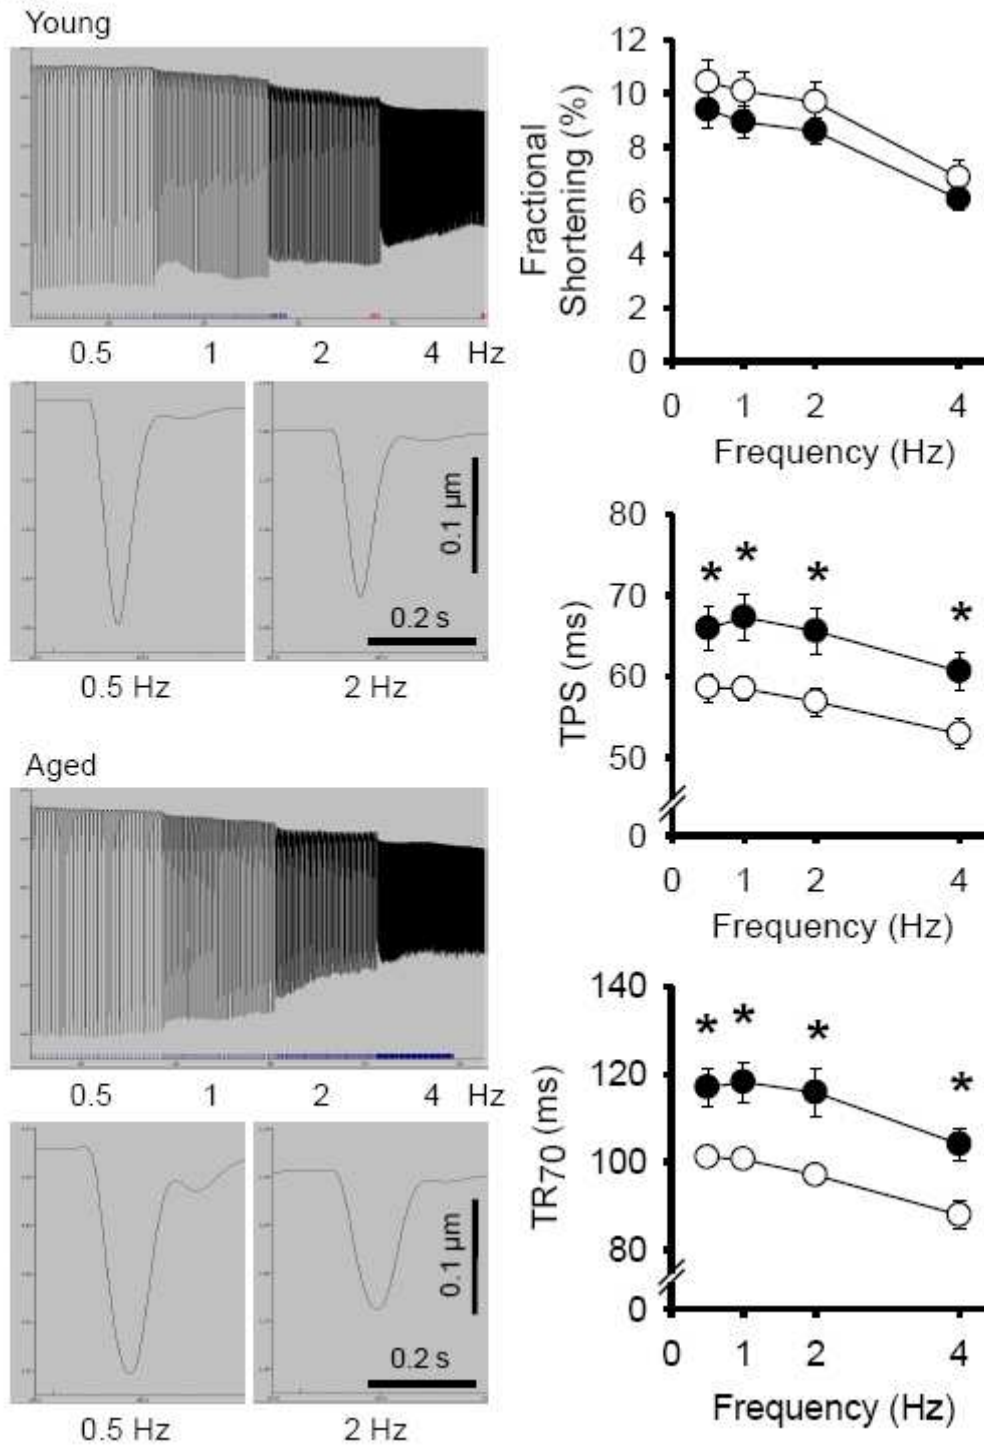 Young
0.5 1 2 4 Hz
0.1 µm
0.2 s
0.5 Hz 2 Hz
Aged
0.5 1 2 4 Hz
0.1 µm
0.2 s
0.5 Hz 2 Hz
Fractional
Shortening (%)
12
10
8
6
4
2
0
0 1 2 4
Frequency (Hz)
TPS (ms)
80
* * * *
70
60
50
0
0 1 2 4
Frequency (Hz)
TR70 (ms)
140
* * * *
120
100
80
0
0 1 2 4
Frequency (Hz)